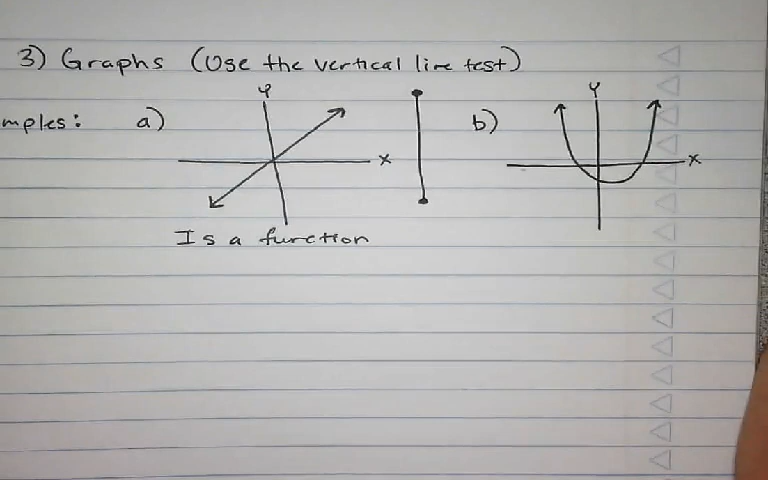 3) Graphs (Use the vertical line test)
mples: a) y x b) y x
Is a function